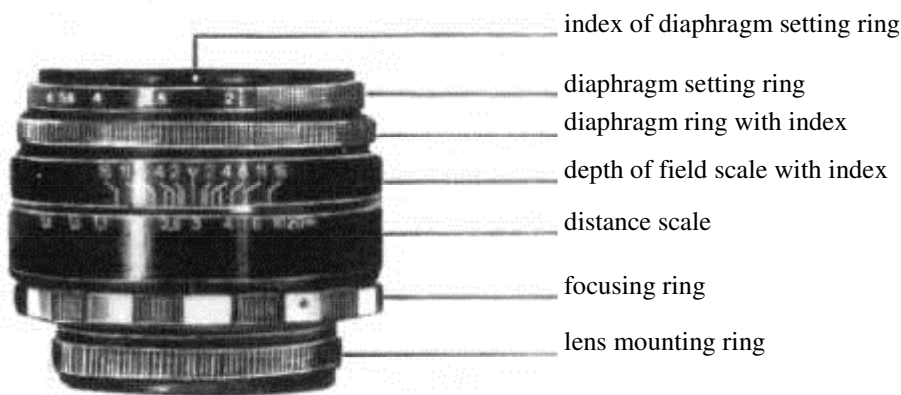 index of diaphragm setting ring
diaphragm setting ring
diaphragm ring with index
depth of field scale with index
distance scale
focusing ring
lens mounting ring